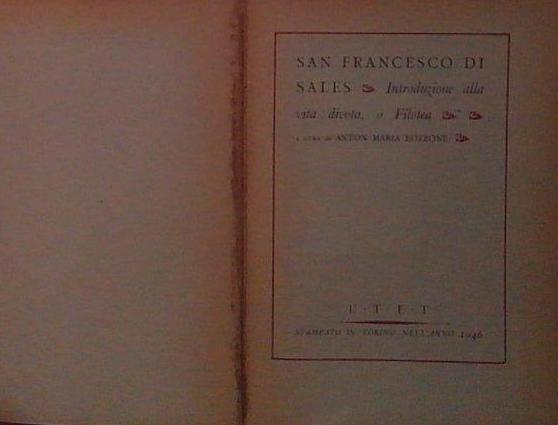 SAN FRANCESCO DI
SALES Introduzione alla
vita divota, o Filotea
a cura di ANTON MARIA BOZZONE
U·T·E·T
STAMPATO IN TORINO NELL'ANNO 1946